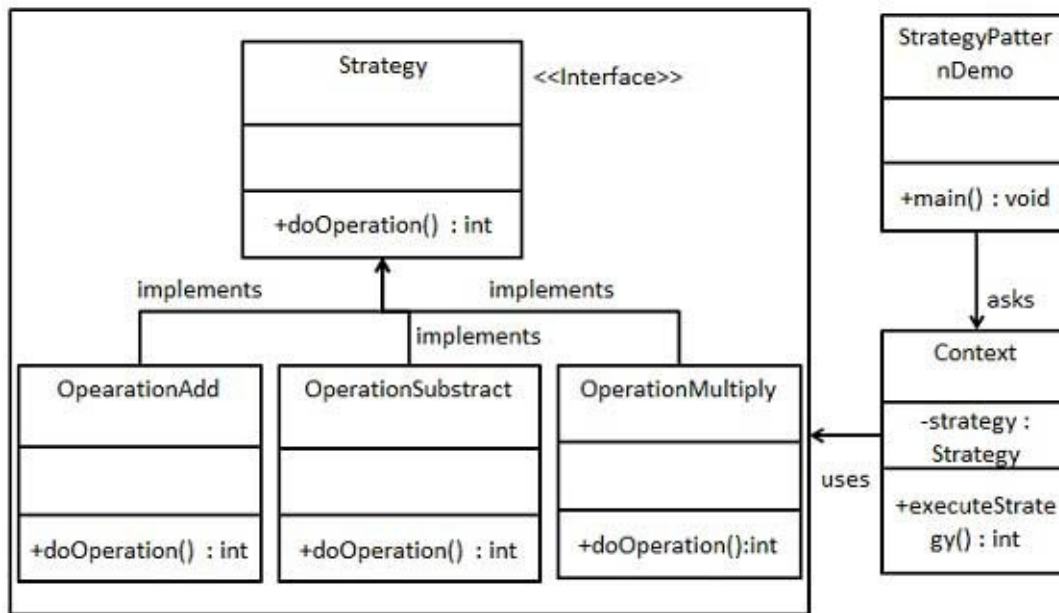 Strategy
<<Interface>>
+doOperation() : int
implements
implements
implements
OpearationAdd
+doOperation() : int
OperationSubstract
+doOperation() : int
OperationMultiply
+doOperation():int
StrategyPatter
nDemo
+main() : void
asks
Context
-strategy :
Strategy
+executeStrate
gy() : int
uses